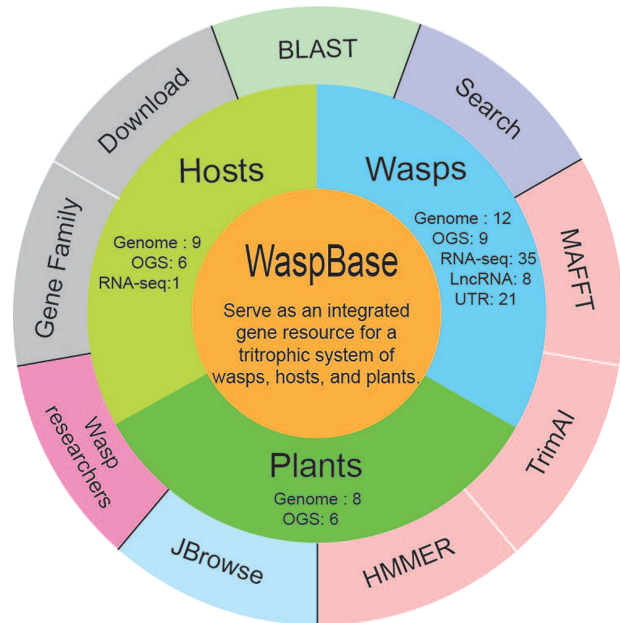 BLAST
Search
MAFFT
TrimAl
HMMER
JBrowse
Wasp
researchers
Gene Family
Download
Hosts
Genome : 9
OGS: 6
RNA-seq:1
Wasps
Genome : 12
OGS: 9
RNA-seq: 35
LncRNA: 8
UTR: 21
WaspBase
Serve as an integrated
gene resource for a
tritrophic system of
wasps, hosts, and plants.
Plants
Genome : 8
OGS: 6